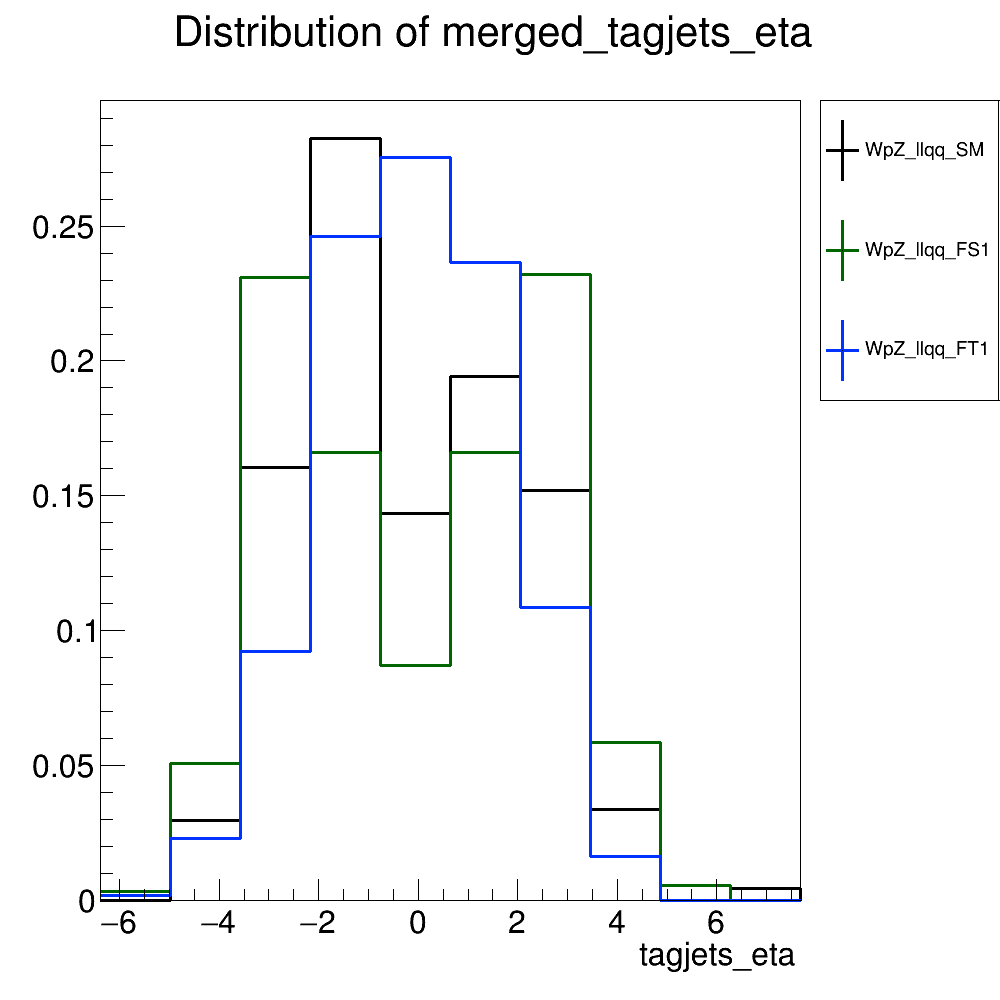 Distribution of merged_tagjets_eta
WpZ_llqq_SM
WpZ_llqq_FS1
WpZ_llqq_FT1
0.25
0.2
0.15
0.1
0.05
0
−6 −4 −2 0 2 4 6
tagjets_eta